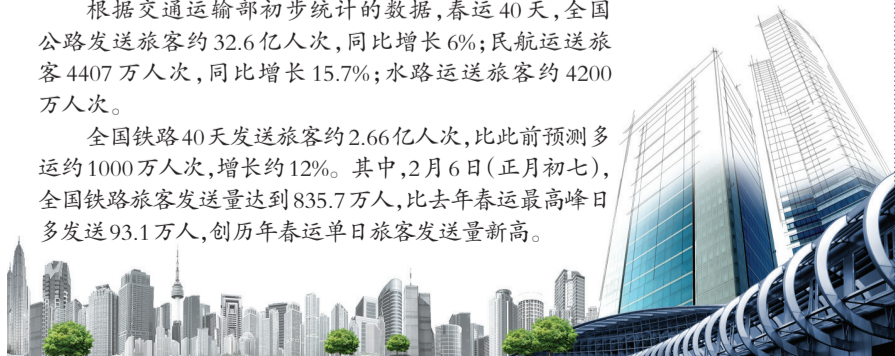 根据交通运输部初步统计的数据,春运40天,全国
公路发送旅客约32.6亿人次,同比增长6%;民航运送旅
客4407万人次,同比增长15.7%;水路运送旅客约4200
万人次。
全国铁路40天发送旅客约2.66亿人次,比此前预测多
运约1000万人次,增长约12%。其中,2月6日(正月初七),
全国铁路旅客发送量达到835.7万人,比去年春运最高峰日
多发送93.1万人,创历年春运单日旅客发送量新高。